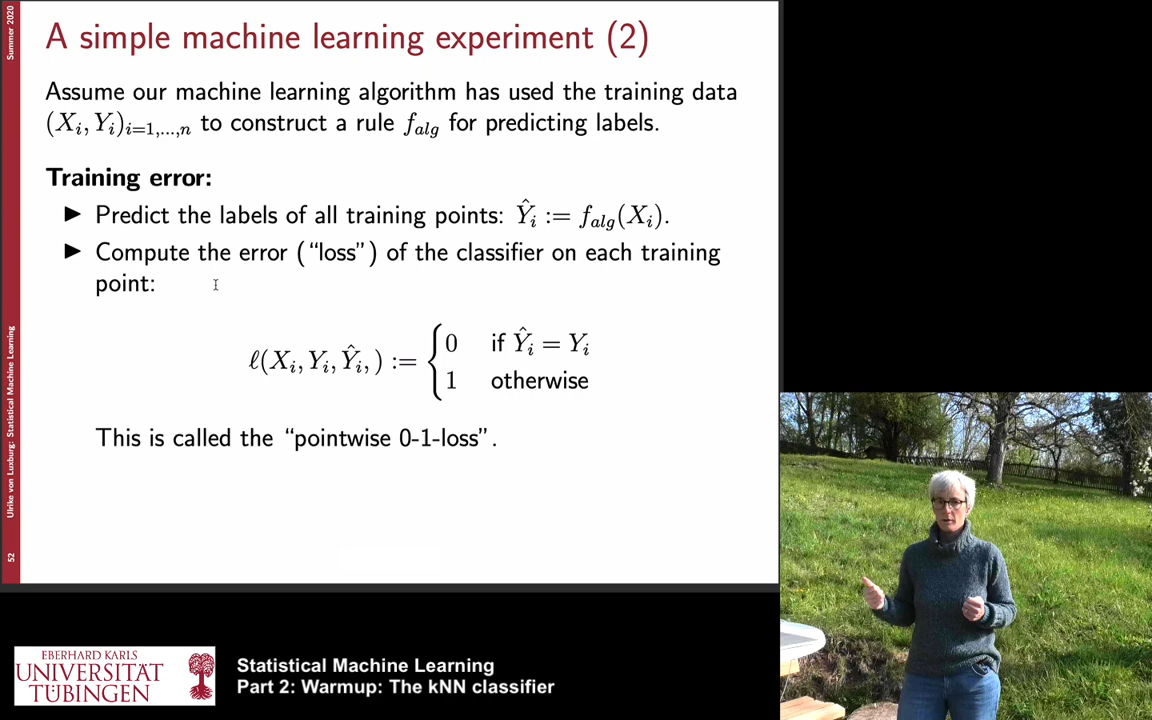 A simple machine learning experiment (2)
Assume our machine learning algorithm has used the training data
(X_i, Y_i)_{i=1,...,n} to construct a rule f_{alg} for predicting labels.
Training error:
▶ Predict the labels of all training points: Ŷ_i := f_{alg}(X_i).
▶ Compute the error (“loss”) of the classifier on each training
point:
ℓ(X_i, Y_i, Ŷ_i, ) := { 0 if Ŷ_i = Y_i
1 otherwise
This is called the “pointwise 0-1-loss”.
Summer 2020
Ulrike von Luxburg: Statistical Machine Learning
52
EBERHARD KARLS
UNIVERSITÄT
TÜBINGEN
Statistical Machine Learning
Part 2: Warmup: The kNN classifier